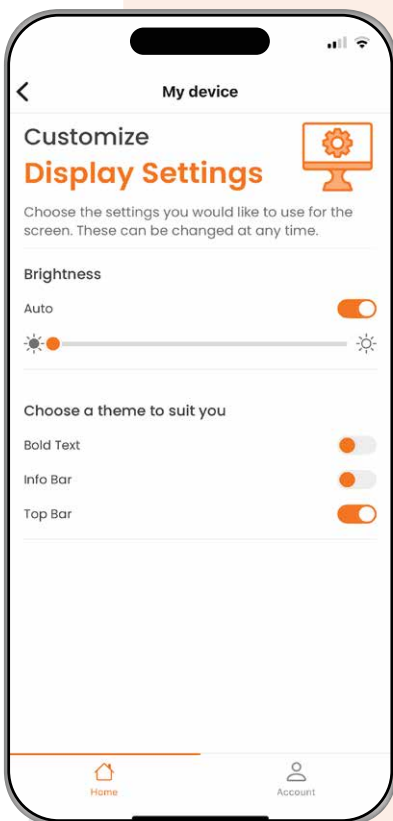 My device
Customize
Display Settings
Choose the settings you would like to use for the
screen. These can be changed at any time.
Brightness
Auto
Choose a theme to suit you
Bold Text
Info Bar
Top Bar
Home
Account